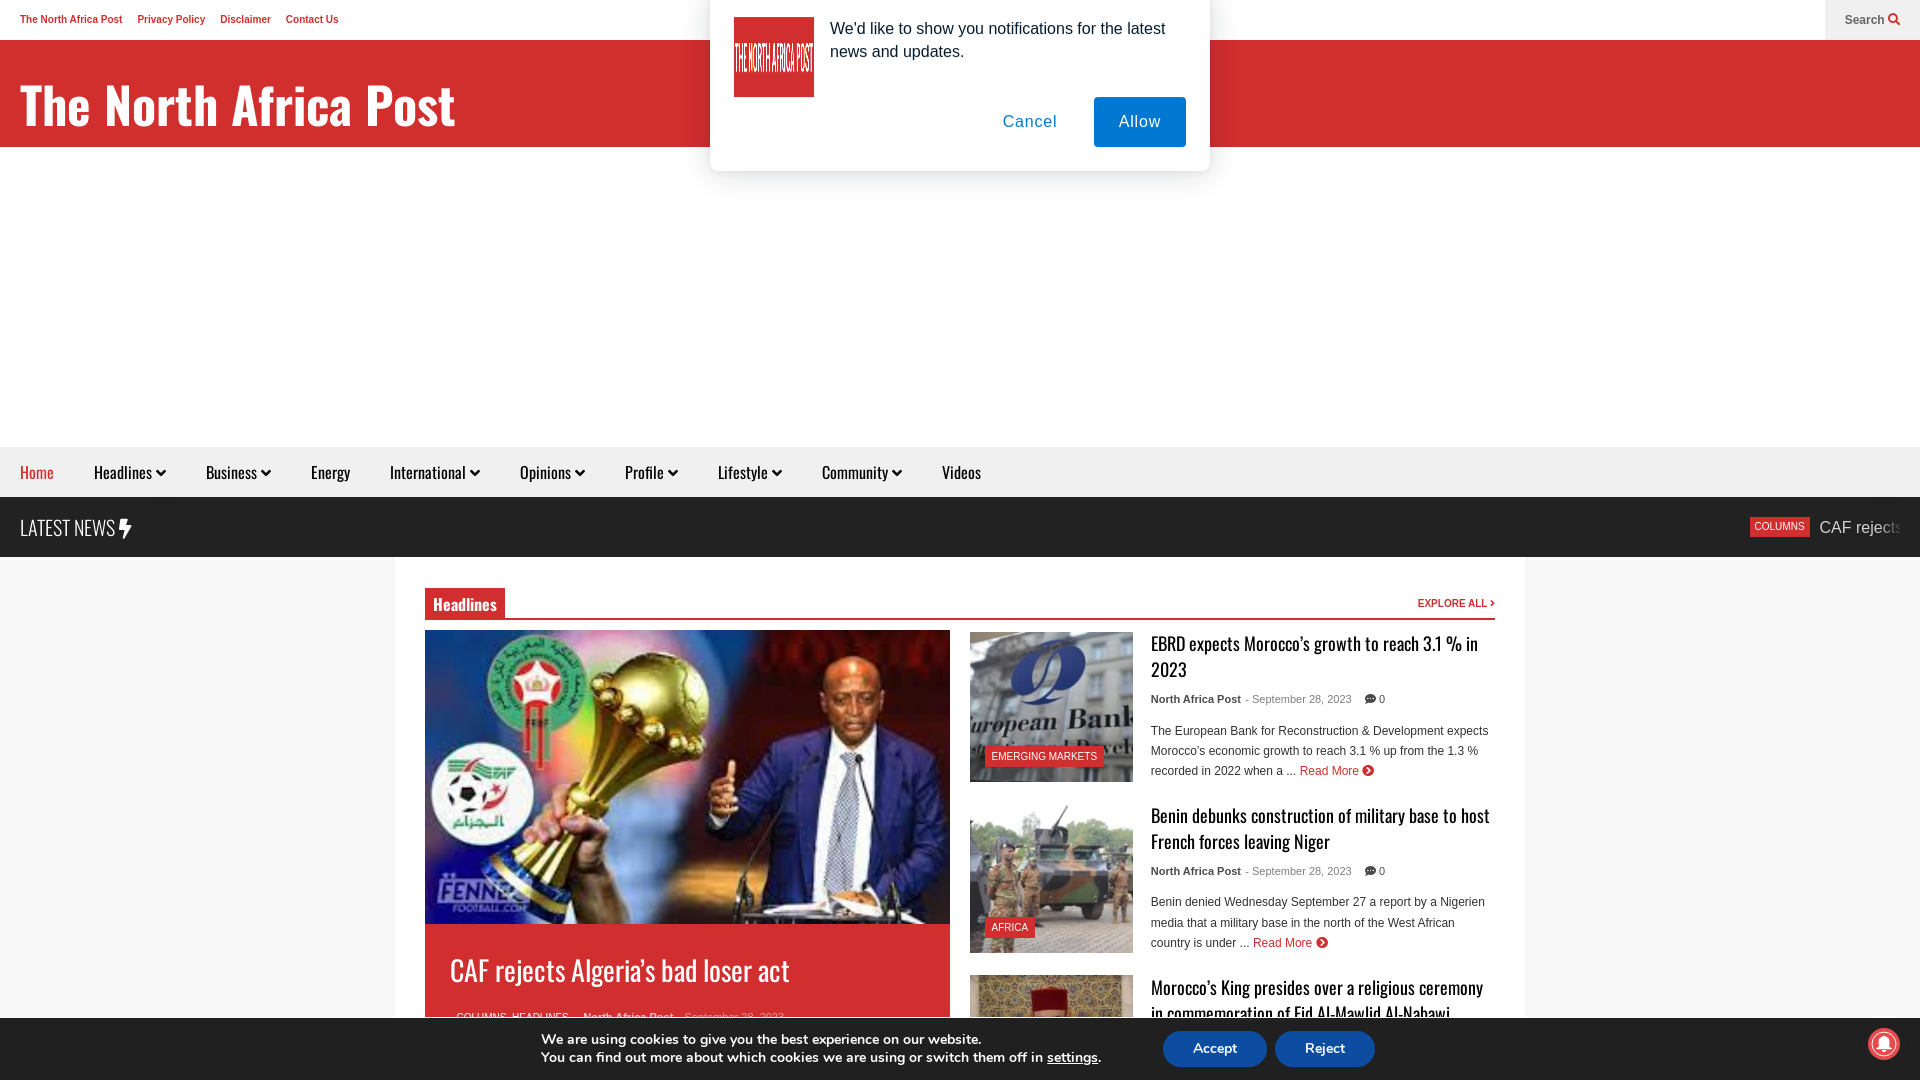 The North Africa Post Privacy Policy Disclaimer Contact Us
Search
THE NORTH AFRICA POST
We'd like to show you notifications for the latest
news and updates.
Cancel Allow
The North Africa Post
Home Headlines Business Energy International Opinions Profile Lifestyle Community Videos
LATEST NEWS
COLUMNS CAF rejects
Headlines
EXPLORE ALL
FRMF
الجزائر
FENNEC
FOOTBALL.COM
CAF rejects Algeria’s bad loser act
COLUMNS, HEADLINES North Africa Post - September 28, 2023
European Bank
EMERGING MARKETS
EBRD expects Morocco’s growth to reach 3.1 % in
2023
North Africa Post - September 28, 2023 0
The European Bank for Reconstruction & Development expects
Morocco’s economic growth to reach 3.1 % up from the 1.3 %
recorded in 2022 when a ... Read More
AFRICA
Benin debunks construction of military base to host
French forces leaving Niger
North Africa Post - September 28, 2023 0
Benin denied Wednesday September 27 a report by a Nigerien
media that a military base in the north of the West African
country is under ... Read More
Morocco’s King presides over a religious ceremony
in commemoration of Eid Al-Mawlid Al-Nabawi
We are using cookies to give you the best experience on our website.
You can find out more about which cookies we are using or switch them off in settings.
Accept Reject